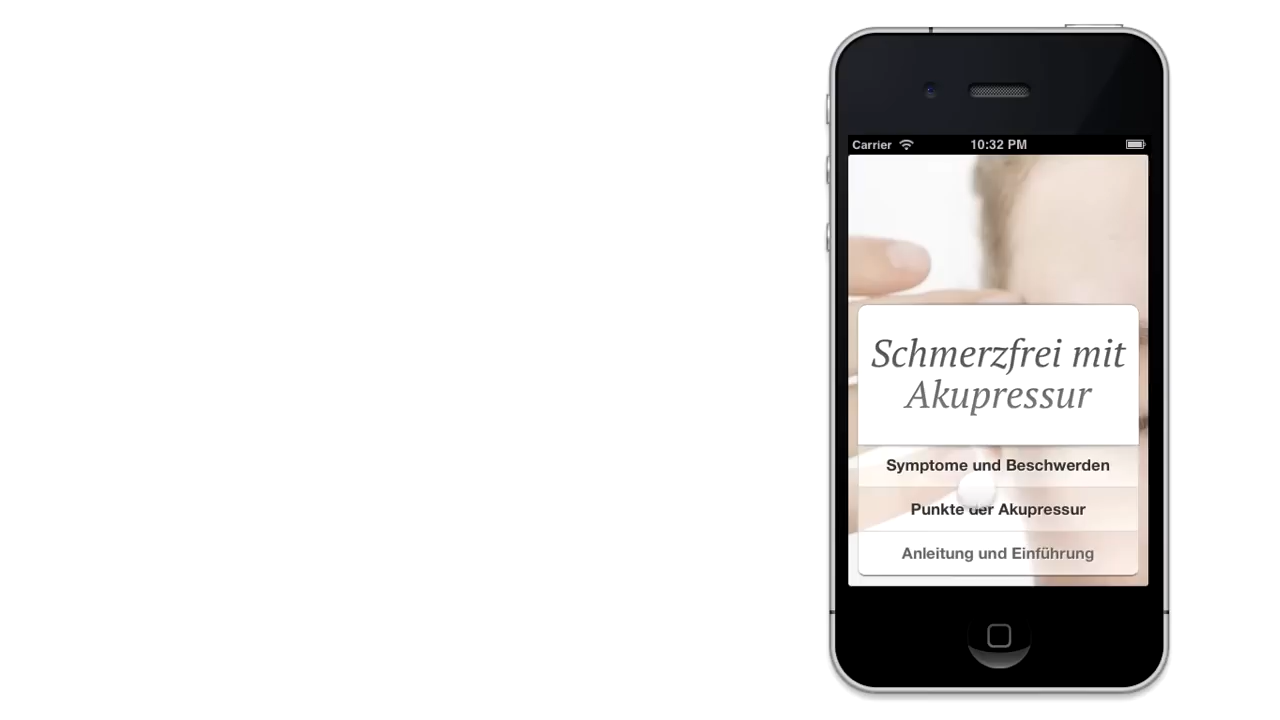 Carrier 10:32 PM
Schmerzfrei mit
Akupressur
Symptome und Beschwerden
Punkte der Akupressur
Anleitung und Einführung